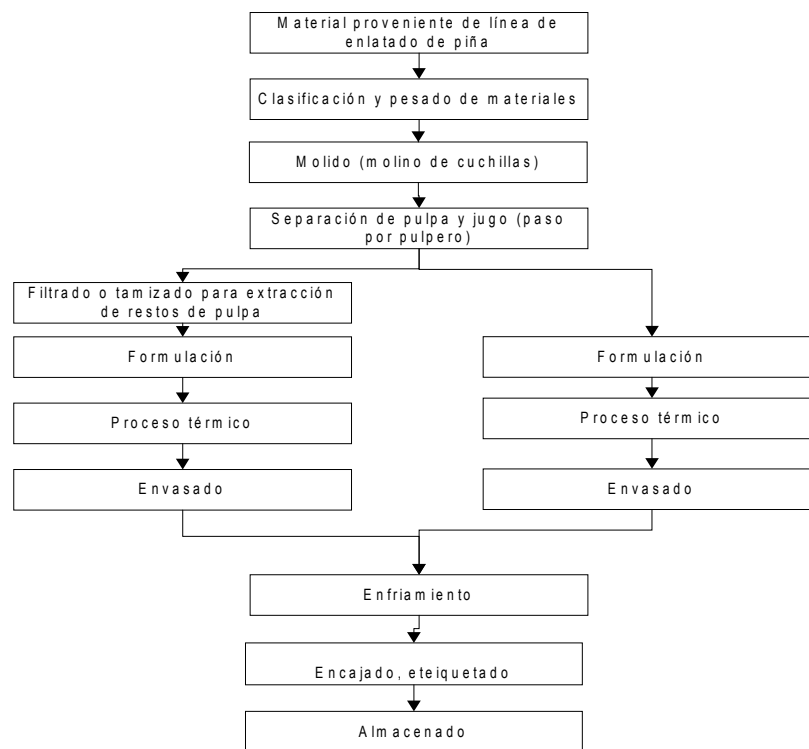 Material proveniente de línea de
enlatado de piña
Clasificación y pesado de materiales
Molido (molino de cuchillas)
Separación de pulpa y jugo (paso
por pulpero)
Filtrado o tamizado para extracción
de restos de pulpa
Formulación
Proceso térmico
Envasado
Formulación
Proceso térmico
Envasado
Enfriamiento
Encajado, eteiquetado
Almacenado